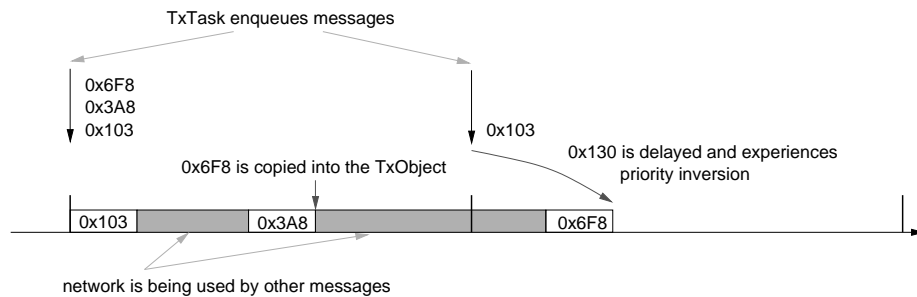 TxTask enqueues messages
0x6F8
0x3A8
0x103
0x103
0x6F8 is copied into the TxObject
0x130 is delayed and experiences
priority inversion
0x103
0x3A8
0x6F8
network is being used by other messages